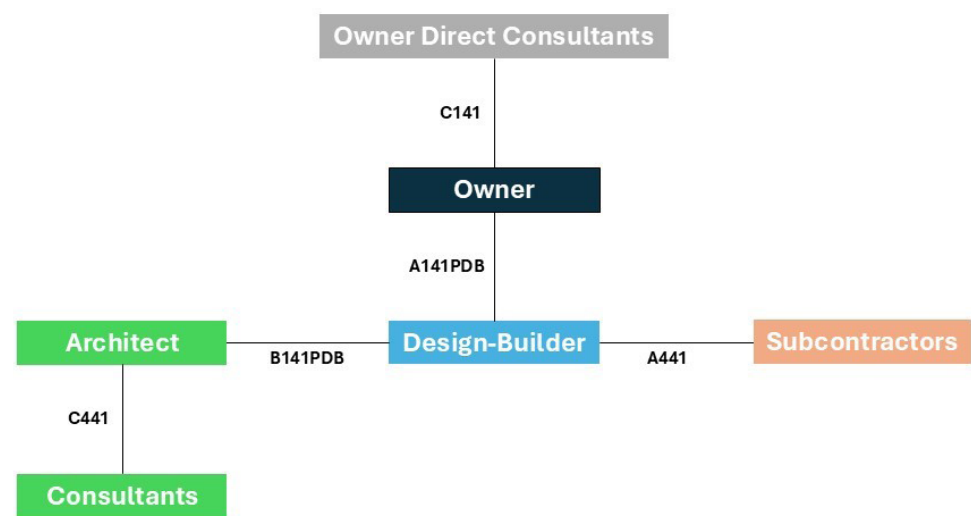 Owner Direct Consultants
C141
Owner
A141PDB
Architect
B141PDB
Design-Builder
A441
Subcontractors
C441
Consultants